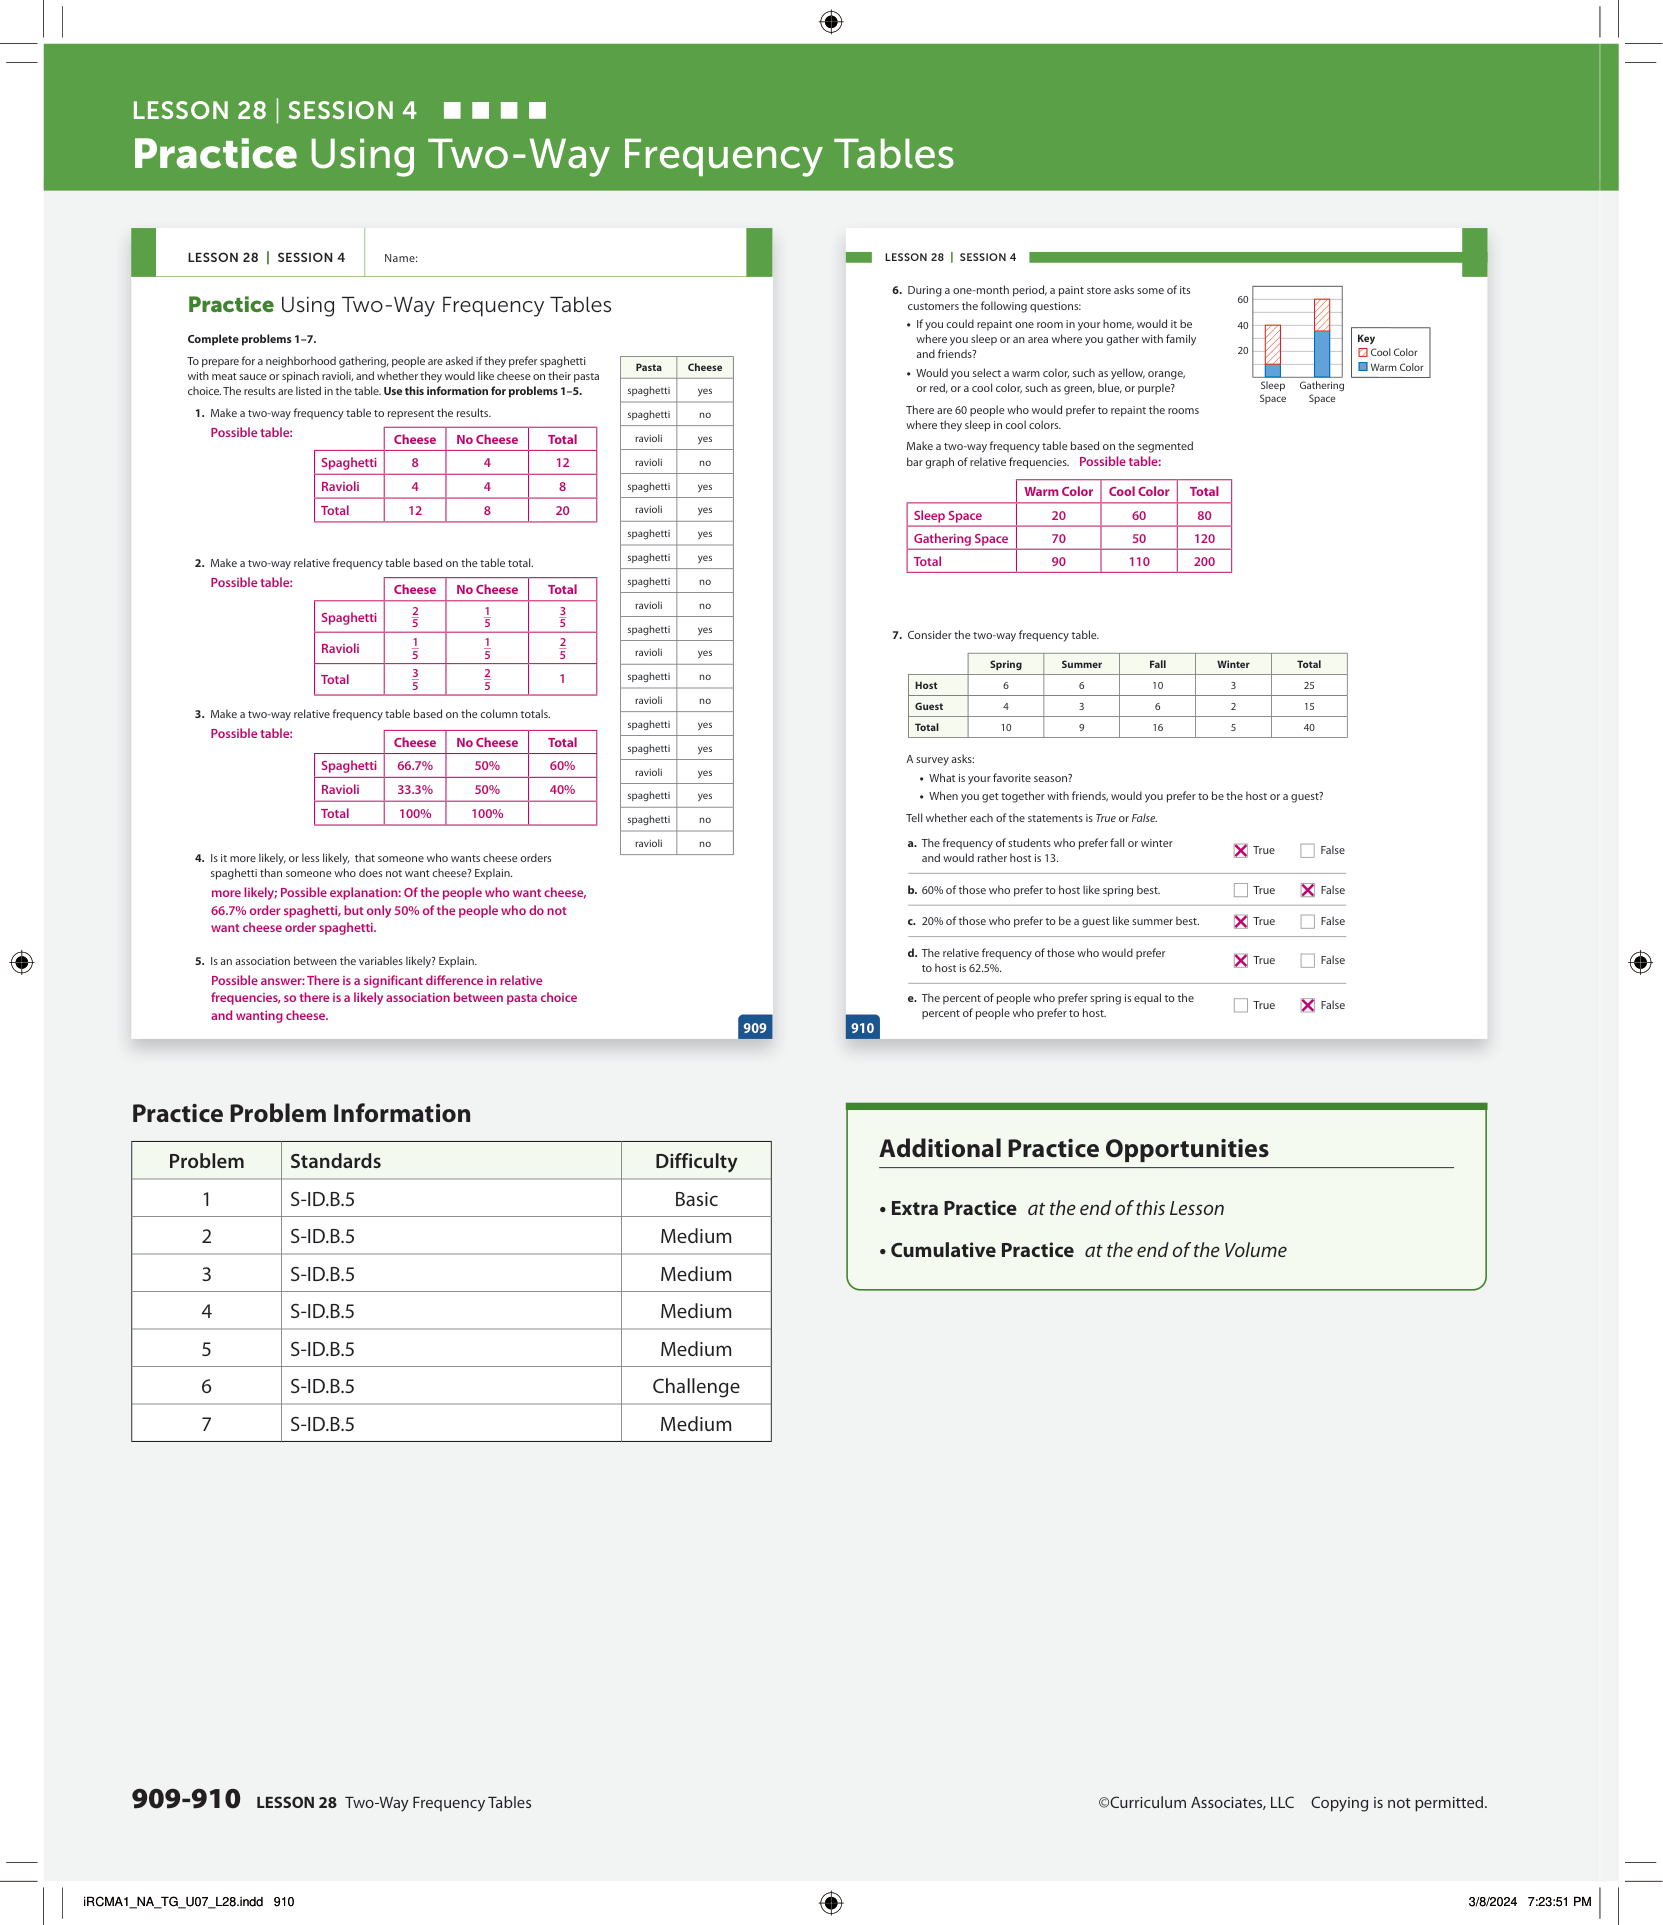 LESSON 28 | SESSION 4
Practice Using Two-Way Frequency Tables
LESSON 28 | SESSION 4 Name:
Practice Using Two-Way Frequency Tables
Complete problems 1–7.
To prepare for a neighborhood gathering, people are asked if they prefer spaghetti
with meat sauce or spinach ravioli, and whether they would like cheese on their pasta
choice. The results are listed in the table. Use this information for problems 1–5.
1. Make a two-way frequency table to represent the results.
Possible table:
Cheese No Cheese Total
Spaghetti 8 4 12
Ravioli 4 4 8
Total 12 8 20
2. Make a two-way relative frequency table based on the table total.
Possible table:
Cheese No Cheese Total
Spaghetti 2/5 1/5 3/5
Ravioli 1/5 1/5 2/5
Total 3/5 2/5 1
3. Make a two-way relative frequency table based on the column totals.
Possible table:
Cheese No Cheese Total
Spaghetti 66.7% 50% 60%
Ravioli 33.3% 50% 40%
Total 100% 100%
4. Is it more likely, or less likely, that someone who wants cheese orders
spaghetti than someone who does not want cheese? Explain.
more likely; Possible explanation: Of the people who want cheese,
66.7% order spaghetti, but only 50% of the people who do not
want cheese order spaghetti.
5. Is an association between the variables likely? Explain.
Possible answer: There is a significant difference in relative
frequencies, so there is a likely association between pasta choice
and wanting cheese.
Pasta Cheese
spaghetti yes
spaghetti no
ravioli yes
ravioli no
spaghetti yes
ravioli yes
spaghetti yes
spaghetti yes
spaghetti no
ravioli no
spaghetti yes
ravioli yes
spaghetti no
ravioli no
spaghetti yes
spaghetti yes
ravioli yes
spaghetti yes
spaghetti no
ravioli no
909
LESSON 28 | SESSION 4
6. During a one-month period, a paint store asks some of its
customers the following questions:
• If you could repaint one room in your home, would it be
where you sleep or an area where you gather with family
and friends?
• Would you select a warm color, such as yellow, orange,
or red, or a cool color, such as green, blue, or purple?
There are 60 people who would prefer to repaint the rooms
where they sleep in cool colors.
Make a two-way frequency table based on the segmented
bar graph of relative frequencies. Possible table:
60
40
20
Sleep Space
Gathering Space
Key
Cool Color
Warm Color
Warm Color Cool Color Total
Sleep Space 20 60 80
Gathering Space 70 50 120
Total 90 110 200
7. Consider the two-way frequency table.
Spring Summer Fall Winter Total
Host 6 6 10 3 25
Guest 4 3 6 2 15
Total 10 9 16 5 40
A survey asks:
• What is your favorite season?
• When you get together with friends, would you prefer to be the host or a guest?
Tell whether each of the statements is True or False.
a. The frequency of students who prefer fall or winter
and would rather host is 13.
True False
b. 60% of those who prefer to host like spring best. True False
c. 20% of those who prefer to be a guest like summer best. True False
d. The relative frequency of those who would prefer
to host is 62.5%.
True False
e. The percent of people who prefer spring is equal to the
percent of people who prefer to host.
True False
910
Practice Problem Information
Problem Standards Difficulty
1 S-ID.B.5 Basic
2 S-ID.B.5 Medium
3 S-ID.B.5 Medium
4 S-ID.B.5 Medium
5 S-ID.B.5 Medium
6 S-ID.B.5 Challenge
7 S-ID.B.5 Medium
Additional Practice Opportunities
• Extra Practice at the end of this Lesson
• Cumulative Practice at the end of the Volume
909-910 LESSON 28 Two-Way Frequency Tables
©Curriculum Associates, LLC Copying is not permitted.
iRCMA1_NA_TG_U07_L28.indd 910
3/8/2024 7:23:51 PM